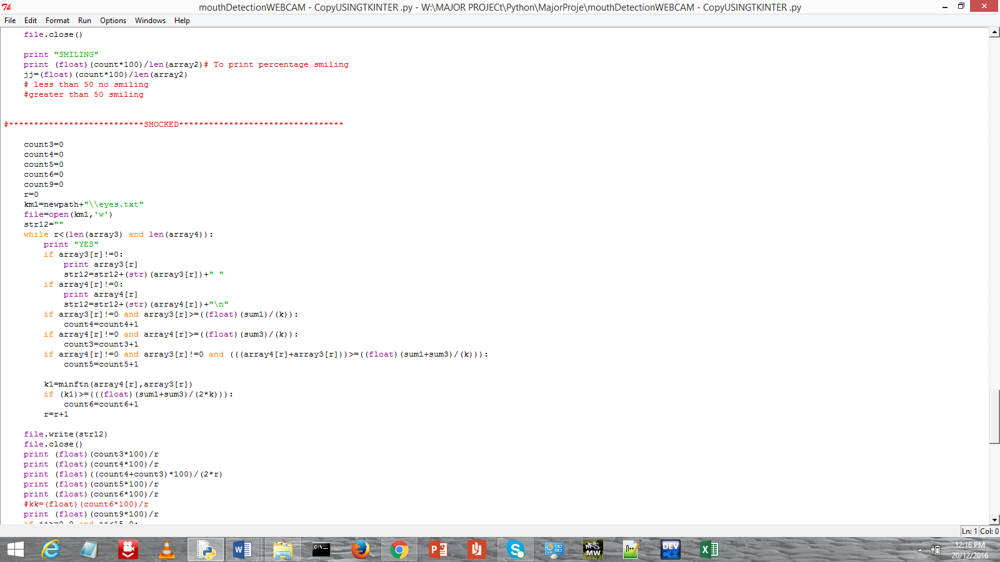 mouthDetectionWEBCAM - CopyUSINGTKINTER .py - W:\MAJOR PROJECt\Python\MajorProje\mouthDetectionWEBCAM - CopyUSINGTKINTER .py
File Edit Format Run Options Windows Help
file.close()
print "SMILING"
print (float)(count*100)/len(array2)# To print percentage smiling
jj=(float)(count*100)/len(array2)
# less than 50 no smiling
#greater than 50 smiling
#***************************SHOCKED*********************************
count3=0
count4=0
count5=0
count6=0
count9=0
r=0
km1=newpath+"\\eyes.txt"
file=open(km1,'w')
str12=""
while r<(len(array3) and len(array4)):
print "YES"
if array3[r]!=0:
print array3[r]
str12=str12+(str)(array3[r])+" "
if array4[r]!=0:
print array4[r]
str12=str12+(str)(array4[r])+"\n"
if array3[r]!=0 and array3[r]>=((float)(sum1)/(k)):
count4=count4+1
if array4[r]!=0 and array4[r]>=((float)(sum3)/(k)):
count3=count3+1
if array4[r]!=0 and array3[r]!=0 and (((array4[r]+array3[r]))>=((float)(sum1+sum3)/(k))):
count5=count5+1
k1=minftn(array4[r],array3[r])
if (k1)>=(((float)(sum1+sum3)/(2*k))):
count6=count6+1
r=r+1
file.write(str12)
file.close()
print (float)(count3*100)/r
print (float)(count4*100)/r
print (float)((count4+count3)*100)/(2*r)
print (float)(count5*100)/r
print (float)(count6*100)/r
#kk=(float)(count6*100)/r
print (float)(count9*100)/r
Ln: 1 Col: 0
C:\_
NFS
MW
DEV
C++
12:16 PM
20/12/2016